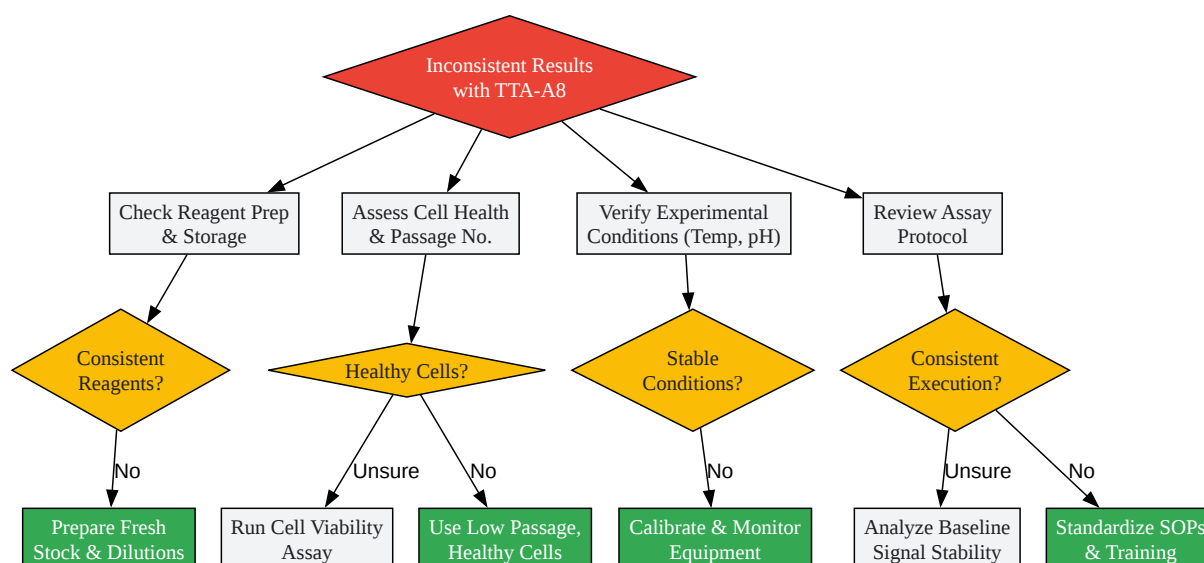 Inconsistent Results
with TTA-A8
Check Reagent Prep
& Storage
Assess Cell Health
& Passage No.
Verify Experimental
Conditions (Temp, pH)
Review Assay
Protocol
Consistent
Reagents?
Healthy Cells?
Stable
Conditions?
Consistent
Execution?
No
Unsure
No
No
Unsure
No
Prepare Fresh
Stock & Dilutions
Run Cell Viability
Assay
Use Low Passage,
Healthy Cells
Calibrate & Monitor
Equipment
Analyze Baseline
Signal Stability
Standardize SOPs
& Training